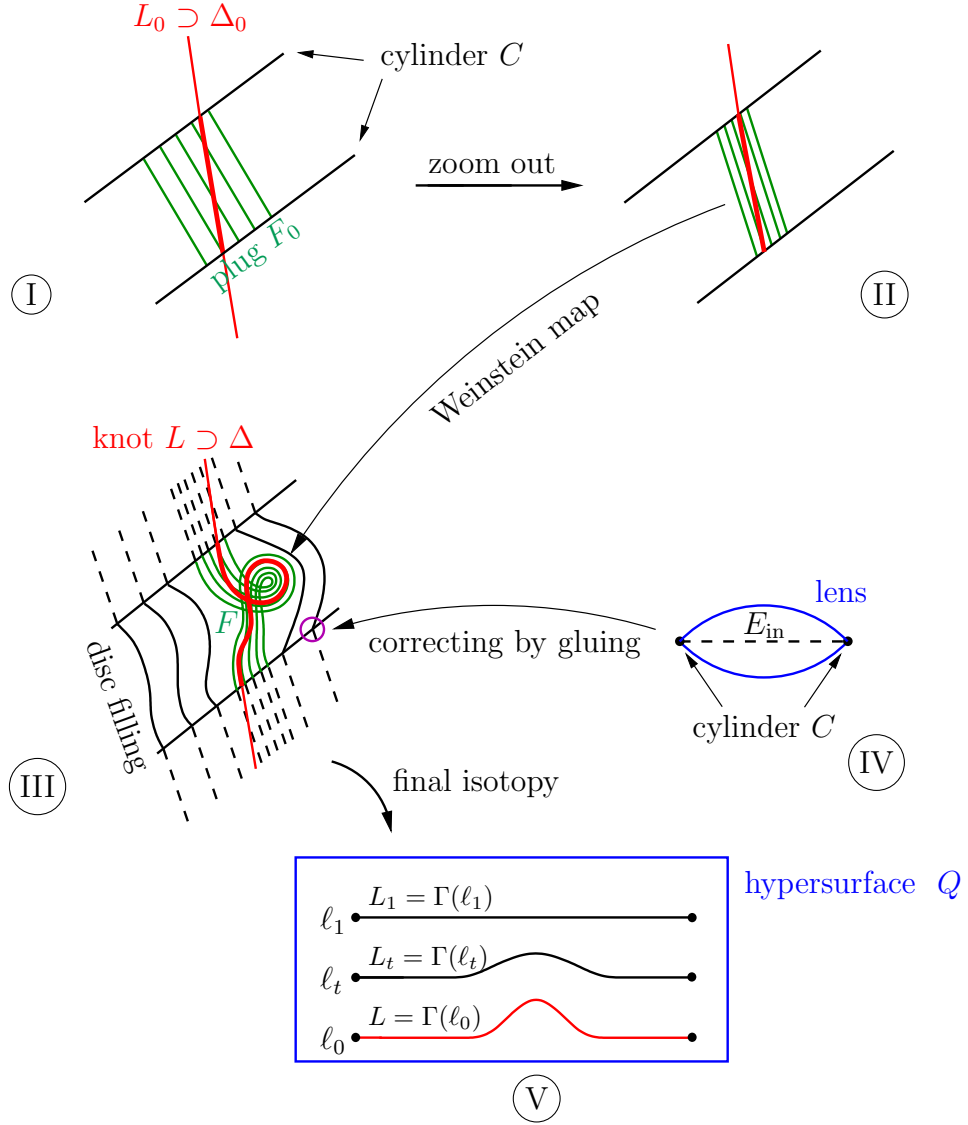 L₀ ⊃ Δ₀
cylinder C
zoom out
plug F₀
I
II
Weinstein map
knot L ⊃ Δ
F
disc filling
III
correcting by gluing
lens
E_in
cylinder C
IV
final isotopy
hypersurface Q
L₁ = Γ(ℓ₁)
ℓ₁
L_t = Γ(ℓ_t)
ℓ_t
L = Γ(ℓ₀)
ℓ₀
V